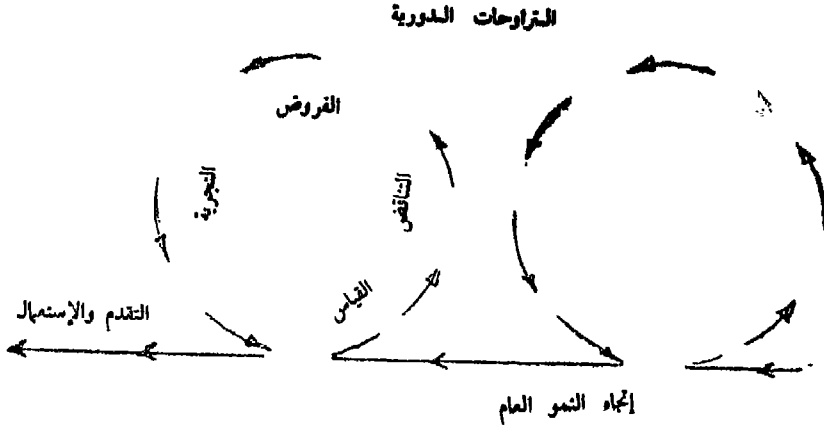 المتراوحات الدورية
الفروض
التجربة
التناقض
القياس
التقدم والإستعمال
إتجاه النمو العام